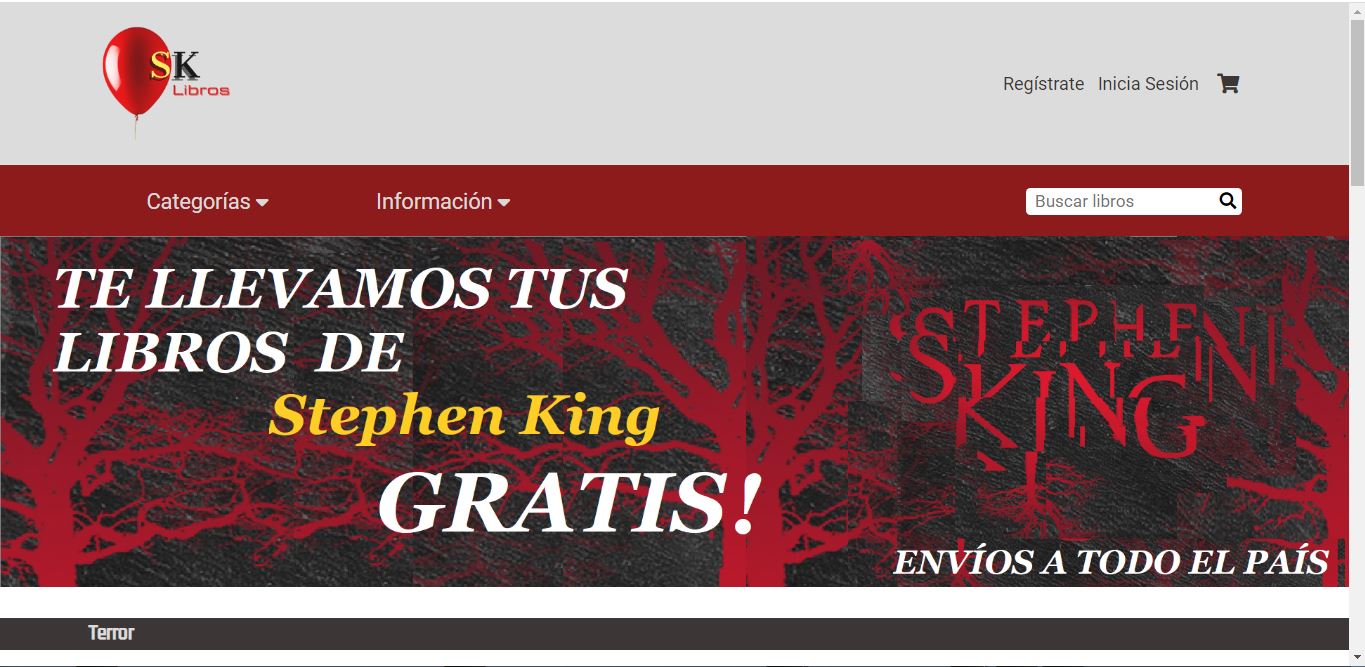 SK
Libros
Regístrate Inicia Sesión
Categorías Información Buscar libros
TE LLEVAMOS TUS
LIBROS DE
Stephen King
GRATIS!
STEPHEN
KING
ENVÍOS A TODO EL PAÍS
Terror